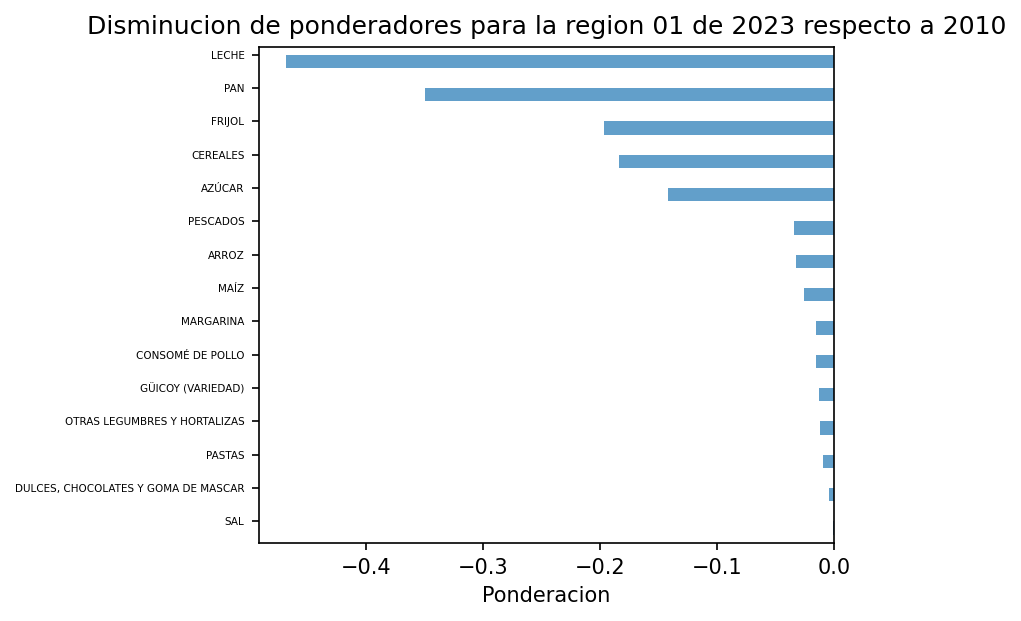 Disminucion de ponderadores para la region 01 de 2023 respecto a 2010
LECHE
PAN
FRIJOL
CEREALES
AZÚCAR
PESCADOS
ARROZ
MAÍZ
MARGARINA
CONSOMÉ DE POLLO
GÜICOY (VARIEDAD)
OTRAS LEGUMBRES Y HORTALIZAS
PASTAS
DULCES, CHOCOLATES Y GOMA DE MASCAR
SAL
−0.4 −0.3 −0.2 −0.1 0.0
Ponderacion